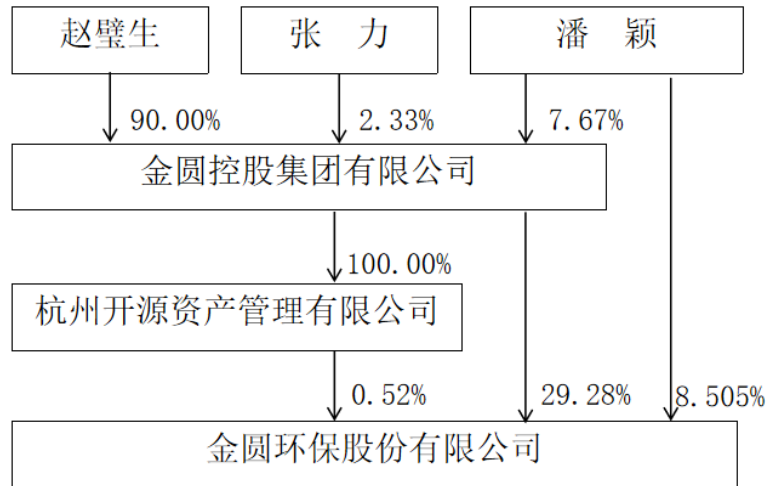 赵璧生 张 力 潘 颖
90.00% 2.33% 7.67%
金圆控股集团有限公司
100.00%
杭州开源资产管理有限公司
0.52% 29.28% 8.505%
金圆环保股份有限公司